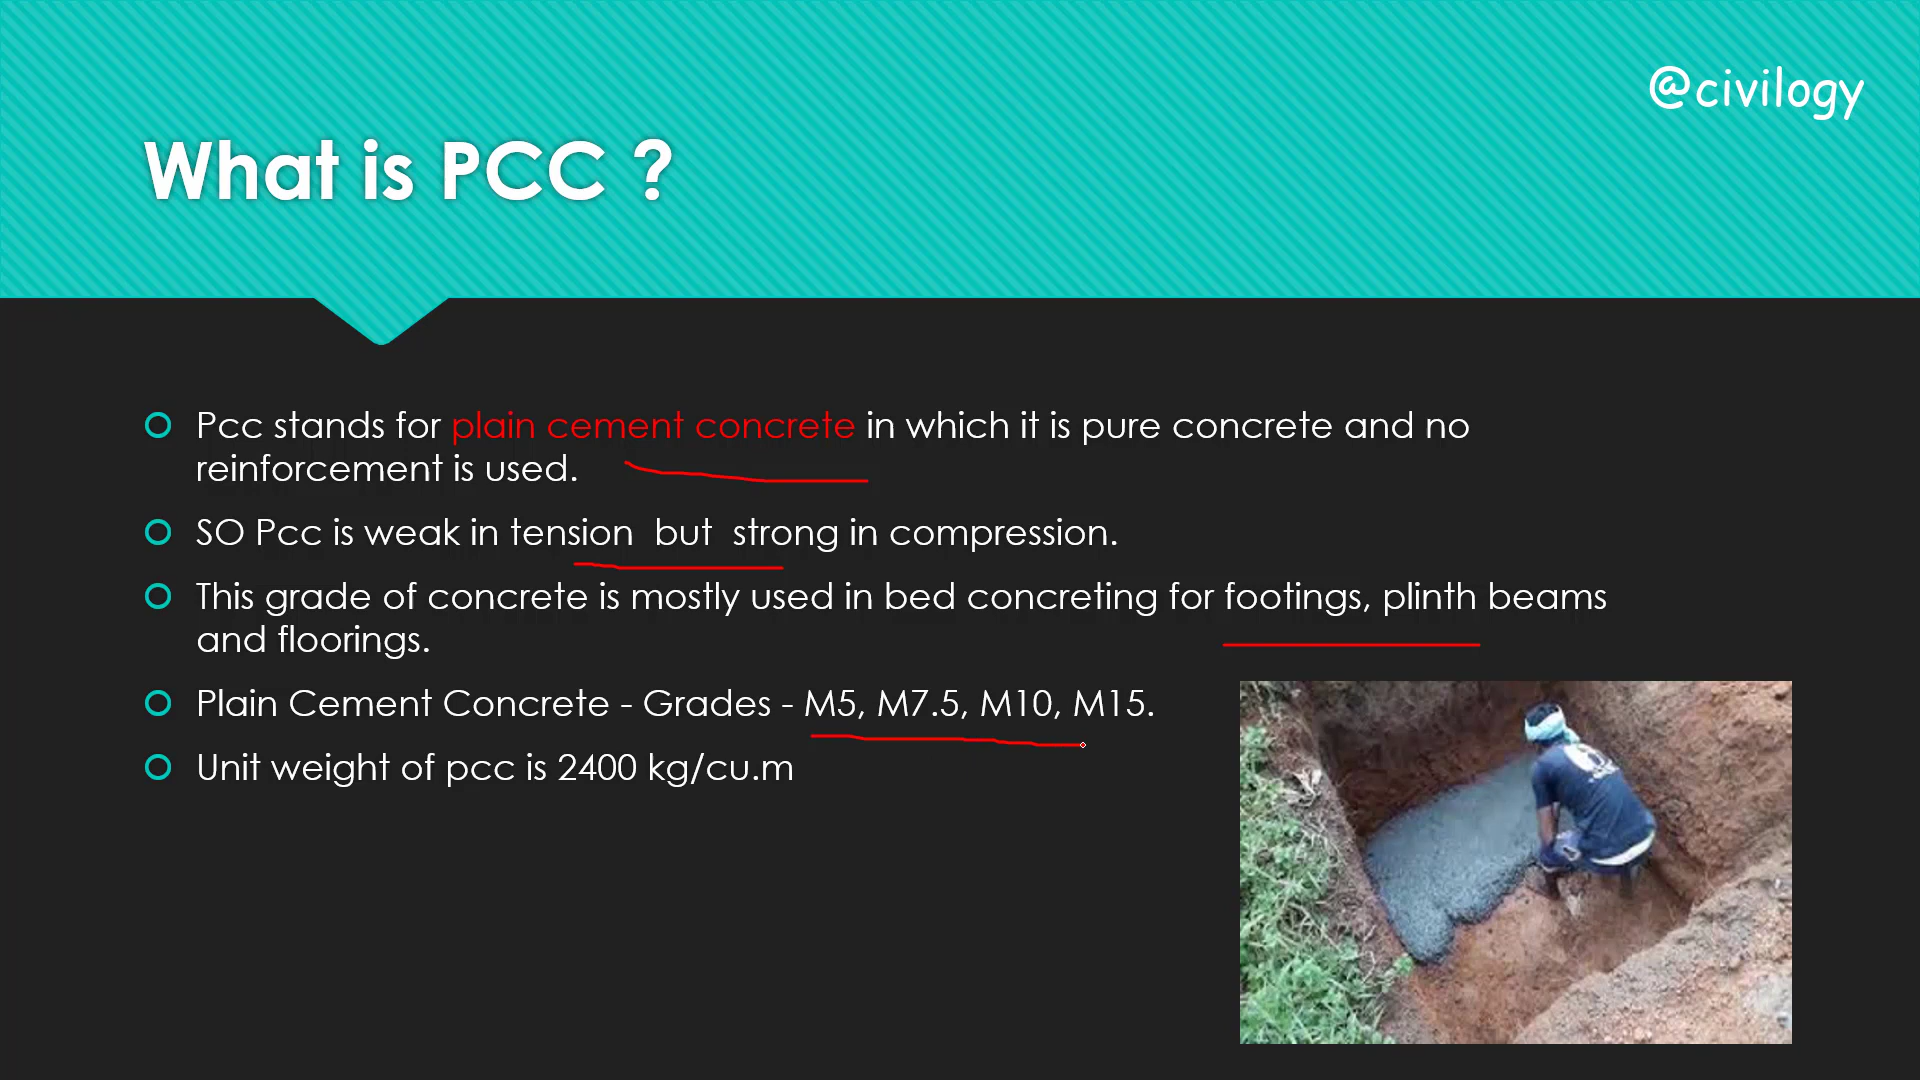 @civilogy
What is PCC ?
Pcc stands for plain cement concrete in which it is pure concrete and no
reinforcement is used.
SO Pcc is weak in tension but strong in compression.
This grade of concrete is mostly used in bed concreting for footings, plinth beams
and floorings.
Plain Cement Concrete - Grades - M5, M7.5, M10, M15.
Unit weight of pcc is 2400 kg/cu.m